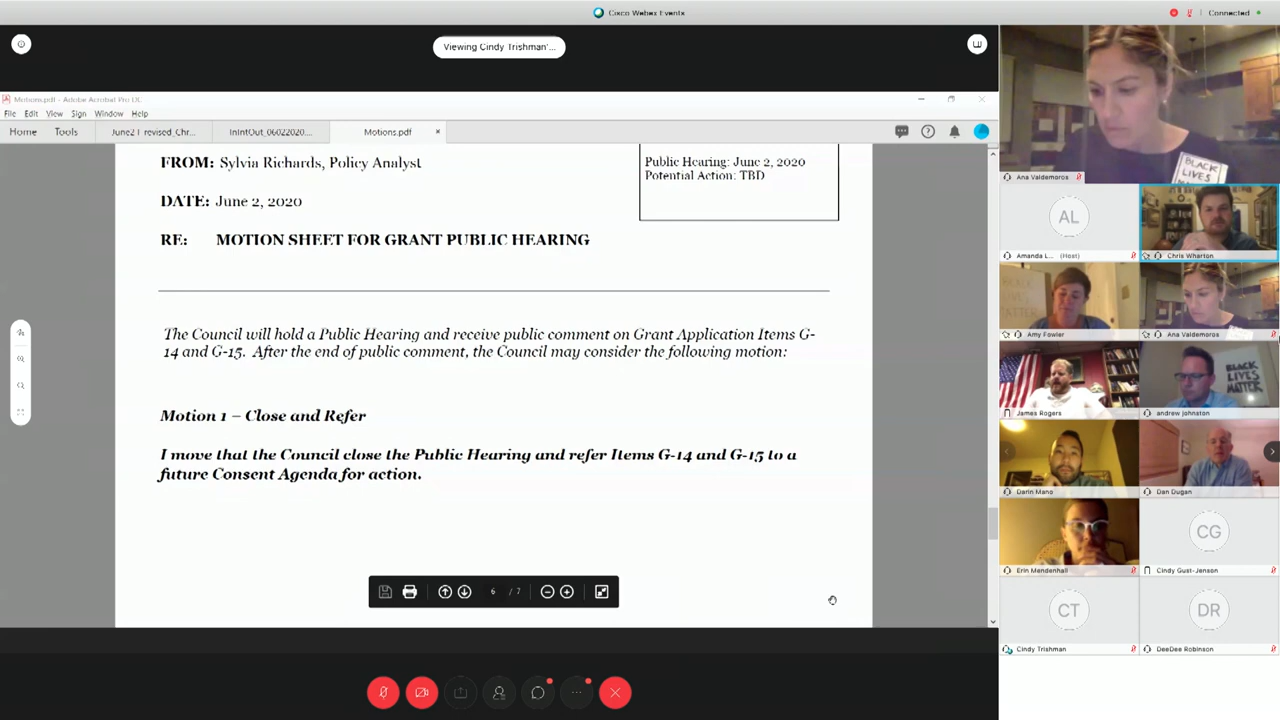 Cisco Webex Events
Connected
Viewing Cindy Trishman'...
Motions.pdf - Adobe Acrobat Pro DC
File Edit View Sign Window Help
Home Tools June2 F revised_Chr... InIntOut_06022020.... Motions.pdf ×
FROM: Sylvia Richards, Policy Analyst
Public Hearing: June 2, 2020
Potential Action: TBD
DATE: June 2, 2020
RE: MOTION SHEET FOR GRANT PUBLIC HEARING
The Council will hold a Public Hearing and receive public comment on Grant Application Items G-
14 and G-15. After the end of public comment, the Council may consider the following motion:
Motion 1 – Close and Refer
I move that the Council close the Public Hearing and refer Items G-14 and G-15 to a
future Consent Agenda for action.
6 / 7
BLACK
LIVES
Ana Valdemoros
AL
Amanda L... (Host)
Chris Wharton
Amy Fowler
Ana Valdemoros
James Rogers
BLACK
LIVES
MATTER
andrew johnston
Darin Mano
Dan Dugan
Erin Mendenhall
CG
Cindy Gust-Jenson
CT
Cindy Trishman
DR
DeeDee Robinson